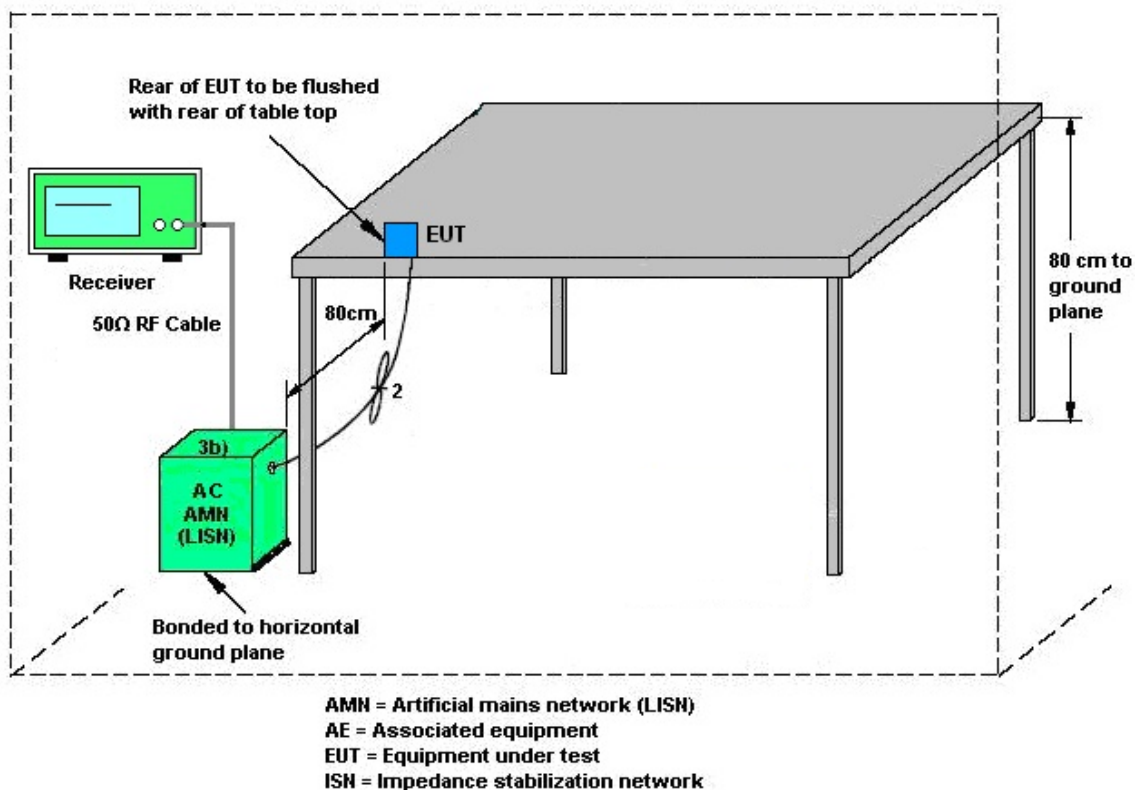 Rear of EUT to be flushed
with rear of table top
EUT
Receiver
50Ω RF Cable
80cm
80 cm to
ground
plane
2
3b)
AC
AMN
(LISN)
Bonded to horizontal
ground plane
AMN = Artificial mains network (LISN)
AE = Associated equipment
EUT = Equipment under test
ISN = Impedance stabilization network